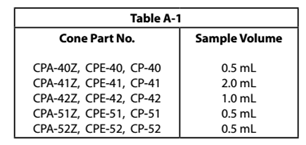 Table A-1
Cone Part No. Sample Volume
CPA-40Z, CPE-40, CP-40 0.5 mL
CPA-41Z, CPE-41, CP-41 2.0 mL
CPA-42Z, CPE-42, CP-42 1.0 mL
CPA-51Z, CPE-51, CP-51 0.5 mL
CPA-52Z, CPE-52, CP-52 0.5 mL